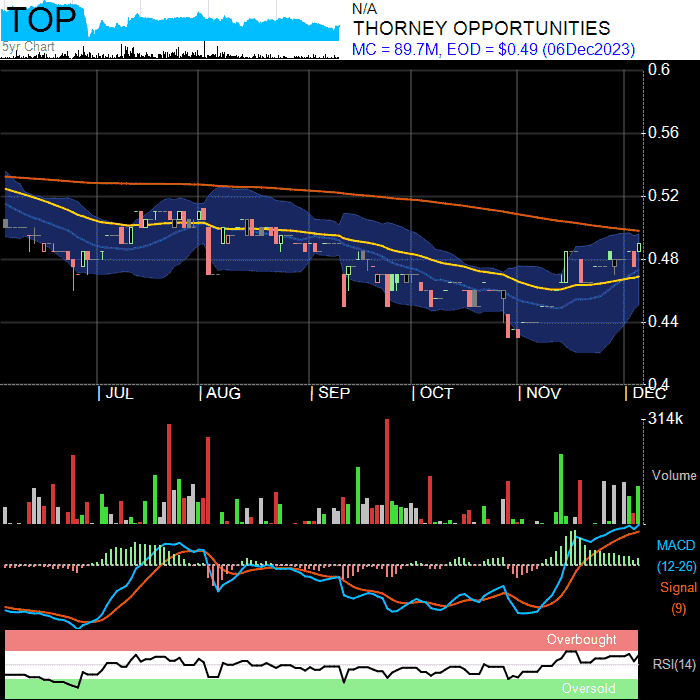 TOP
5yr Chart
N/A
THORNEY OPPORTUNITIES
MC = 89.7M, EOD = $0.49 (06Dec2023)
0.6
0.56
0.52
0.48
0.44
0.4
| JUL | AUG | SEP | OCT | NOV | DEC
314k
Volume
MACD
(12-26)
Signal
(9)
Overbought
RSI(14)
Oversold